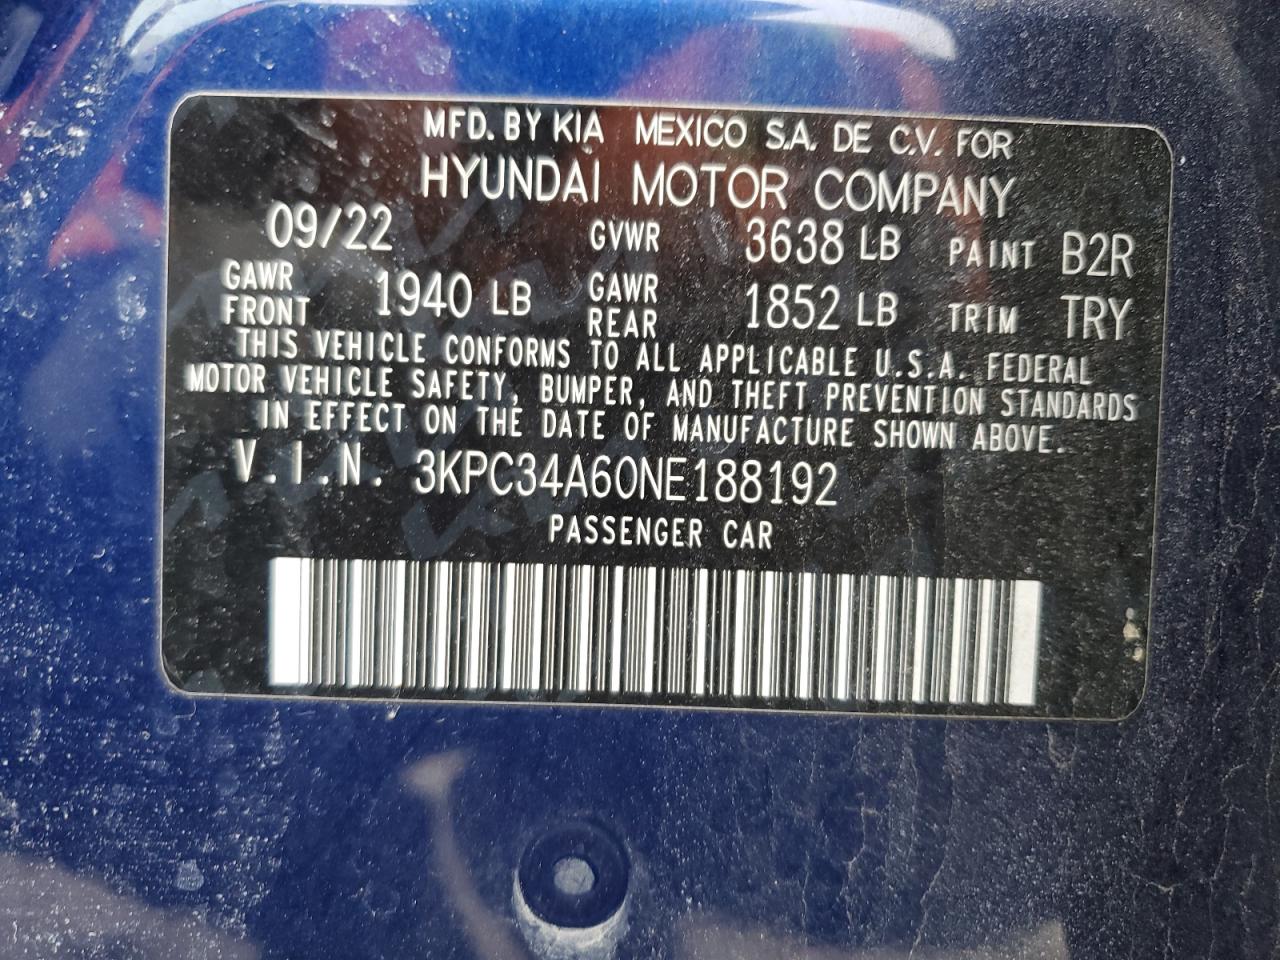 MFD. BY KIA MEXICO S.A. DE C.V. FOR
HYUNDAI MOTOR COMPANY
09/22 GVWR 3638 LB PAINT B2R
GAWR FRONT 1940 LB GAWR REAR 1852 LB TRIM TRY
THIS VEHICLE CONFORMS TO ALL APPLICABLE U.S.A. FEDERAL
MOTOR VEHICLE SAFETY, BUMPER, AND THEFT PREVENTION STANDARDS
IN EFFECT ON THE DATE OF MANUFACTURE SHOWN ABOVE.
V.I.N. 3KPC34A60NE188192
PASSENGER CAR